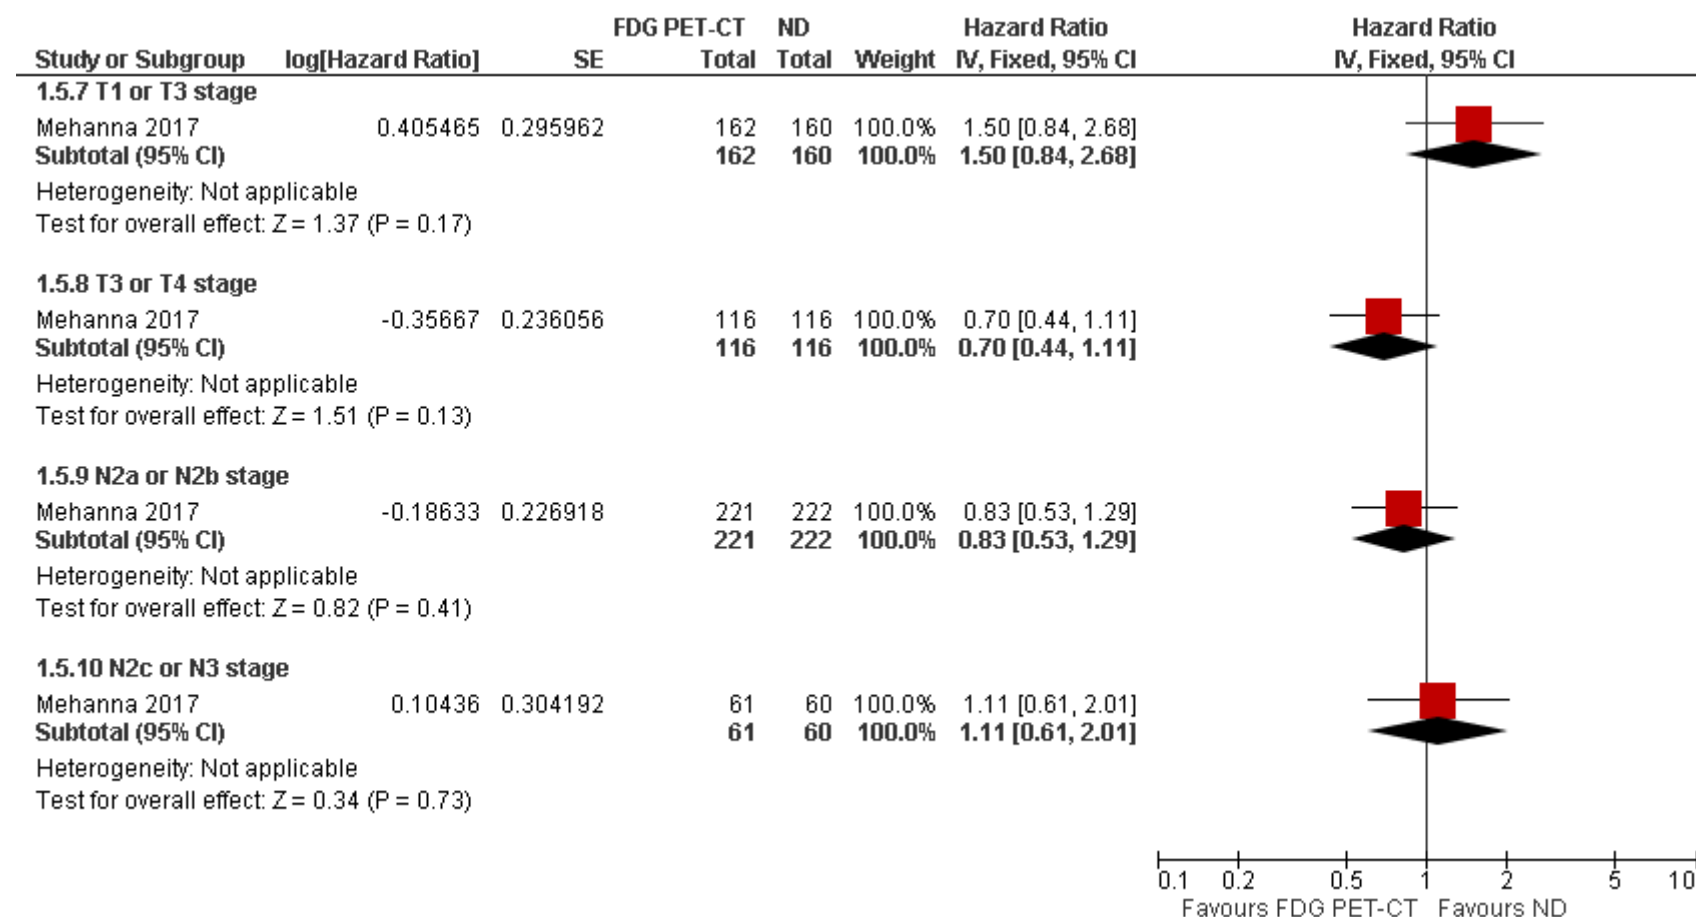 FDG PET-CT ND Hazard Ratio Hazard Ratio
Study or Subgroup log[Hazard Ratio] SE Total Total Weight IV, Fixed, 95% CI IV, Fixed, 95% CI
1.5.7 T1 or T3 stage
Mehanna 2017 0.405465 0.295962 162 160 100.0% 1.50 [0.84, 2.68]
Subtotal (95% CI) 162 160 100.0% 1.50 [0.84, 2.68]
Heterogeneity: Not applicable
Test for overall effect: Z = 1.37 (P = 0.17)
1.5.8 T3 or T4 stage
Mehanna 2017 -0.35667 0.236056 116 116 100.0% 0.70 [0.44, 1.11]
Subtotal (95% CI) 116 116 100.0% 0.70 [0.44, 1.11]
Heterogeneity: Not applicable
Test for overall effect: Z = 1.51 (P = 0.13)
1.5.9 N2a or N2b stage
Mehanna 2017 -0.18633 0.226918 221 222 100.0% 0.83 [0.53, 1.29]
Subtotal (95% CI) 221 222 100.0% 0.83 [0.53, 1.29]
Heterogeneity: Not applicable
Test for overall effect: Z = 0.82 (P = 0.41)
1.5.10 N2c or N3 stage
Mehanna 2017 0.10436 0.304192 61 60 100.0% 1.11 [0.61, 2.01]
Subtotal (95% CI) 61 60 100.0% 1.11 [0.61, 2.01]
Heterogeneity: Not applicable
Test for overall effect: Z = 0.34 (P = 0.73)
0.1 0.2 0.5 1 2 5 10
Favours FDG PET-CT Favours ND